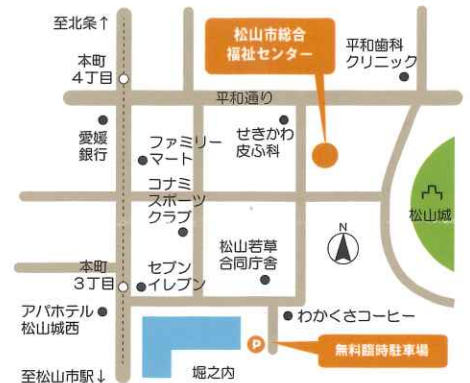 至北条↑
松山市総合
福祉センター
平和歯科
クリニック
本町
4丁目
平和通り
愛媛
銀行
ファミリー
マート
せきかわ
皮ふ科
コナミ
スポーツ
クラブ
松山城
N
本町
3丁目
セブン
イレブン
松山若草
合同庁舎
アパホテル
松山城西
わかくさコーヒー
P
無料臨時駐車場
堀之内
至松山市駅↓